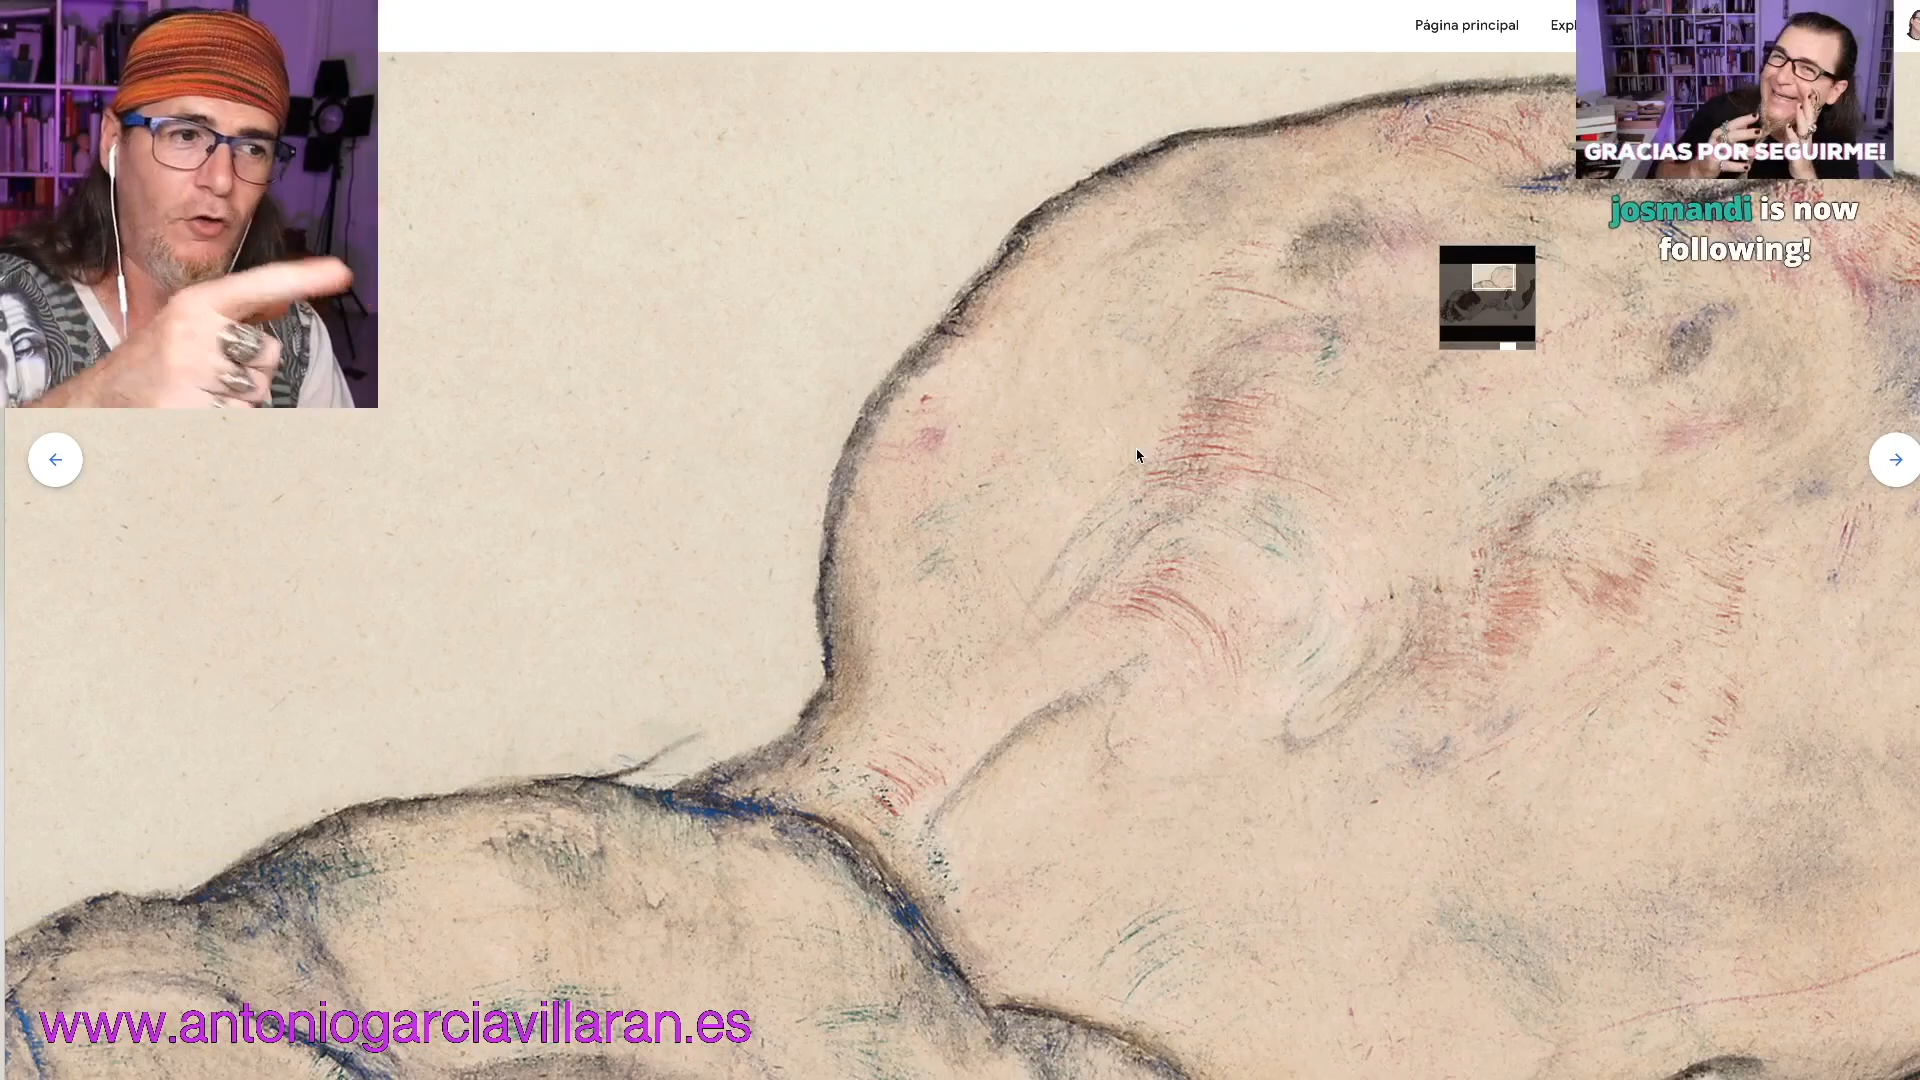 Página principal
Expl
GRACIAS POR SEGUIRME!
josmandi is now
following!
www.antoniogarciavillaran.es